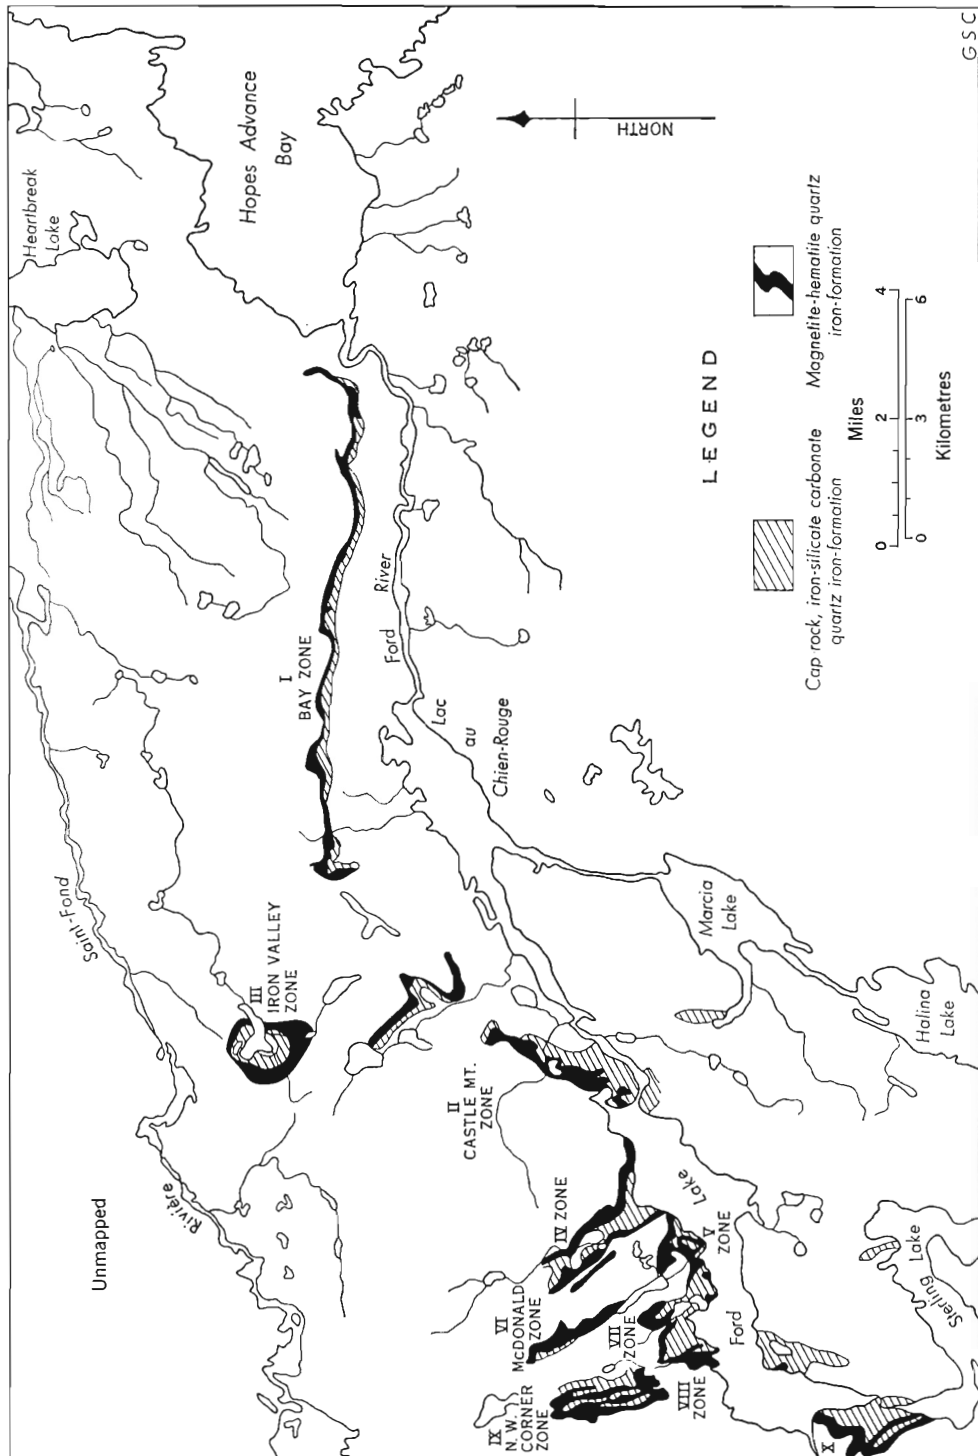 Heartbreak
Lake
Hopes Advance
Bay
NORTH
Saint-Fond
Rivière
Unmapped
I
BAY ZONE
III
IRON VALLEY
ZONE
II
CASTLE MT.
ZONE
IV ZONE
V
ZONE
VI
McDONALD
ZONE
VII
ZONE
VIII
ZONE
IX
N.W.
CORNER
ZONE
X
Ford
River
Lac
au
Chien-Rouge
Marcia
Lake
Halina
Lake
Ford
Lake
Sterling
Lake
LEGEND
Cap rock, iron-silicate carbonate
quartz iron-formation
Magnetite-hematite quartz
iron-formation
Miles
0 2 4
0 3 6
Kilometres
GSC